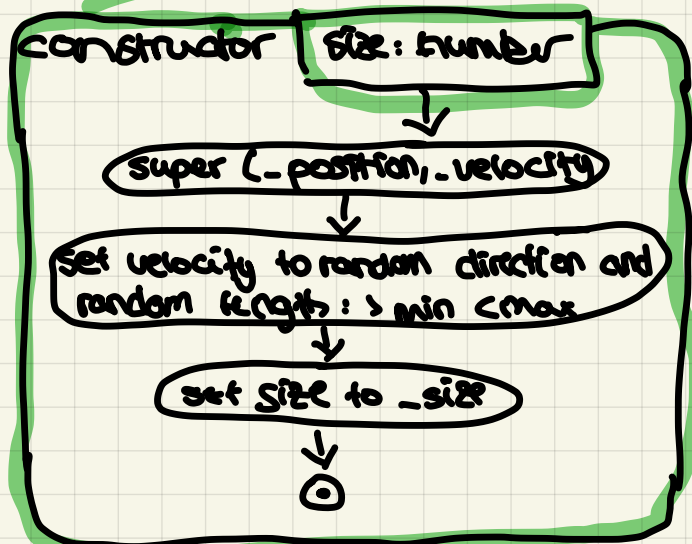 constructor
size: number
super (_position, _velocity
set velocity to random direction and
random length: > min < max
set size to _size